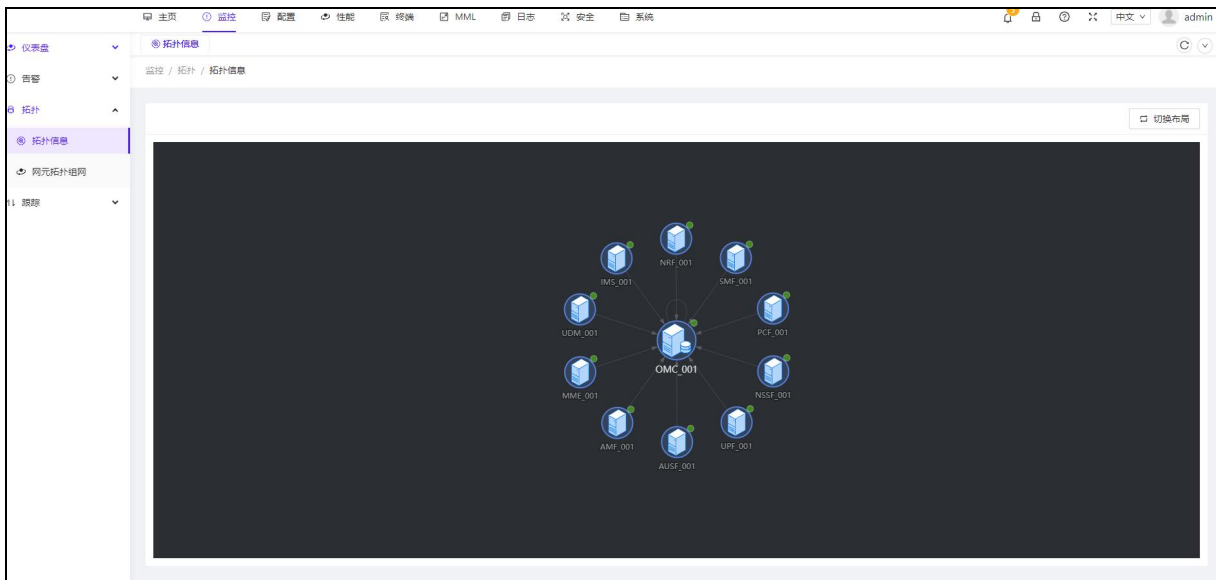 主页 监控 配置 性能 终端 MML 日志 安全 系统 中文 admin
仪表盘
拓扑信息
告警
监控 / 拓扑 / 拓扑信息
拓扑
切换布局
拓扑信息
网元拓扑组网
跟踪
NRF_001
IMS_001
SMF_001
UDM_001
PCF_001
OMC_001
MME_001
NSSF_001
AMF_001
UPF_001
AUSF_001